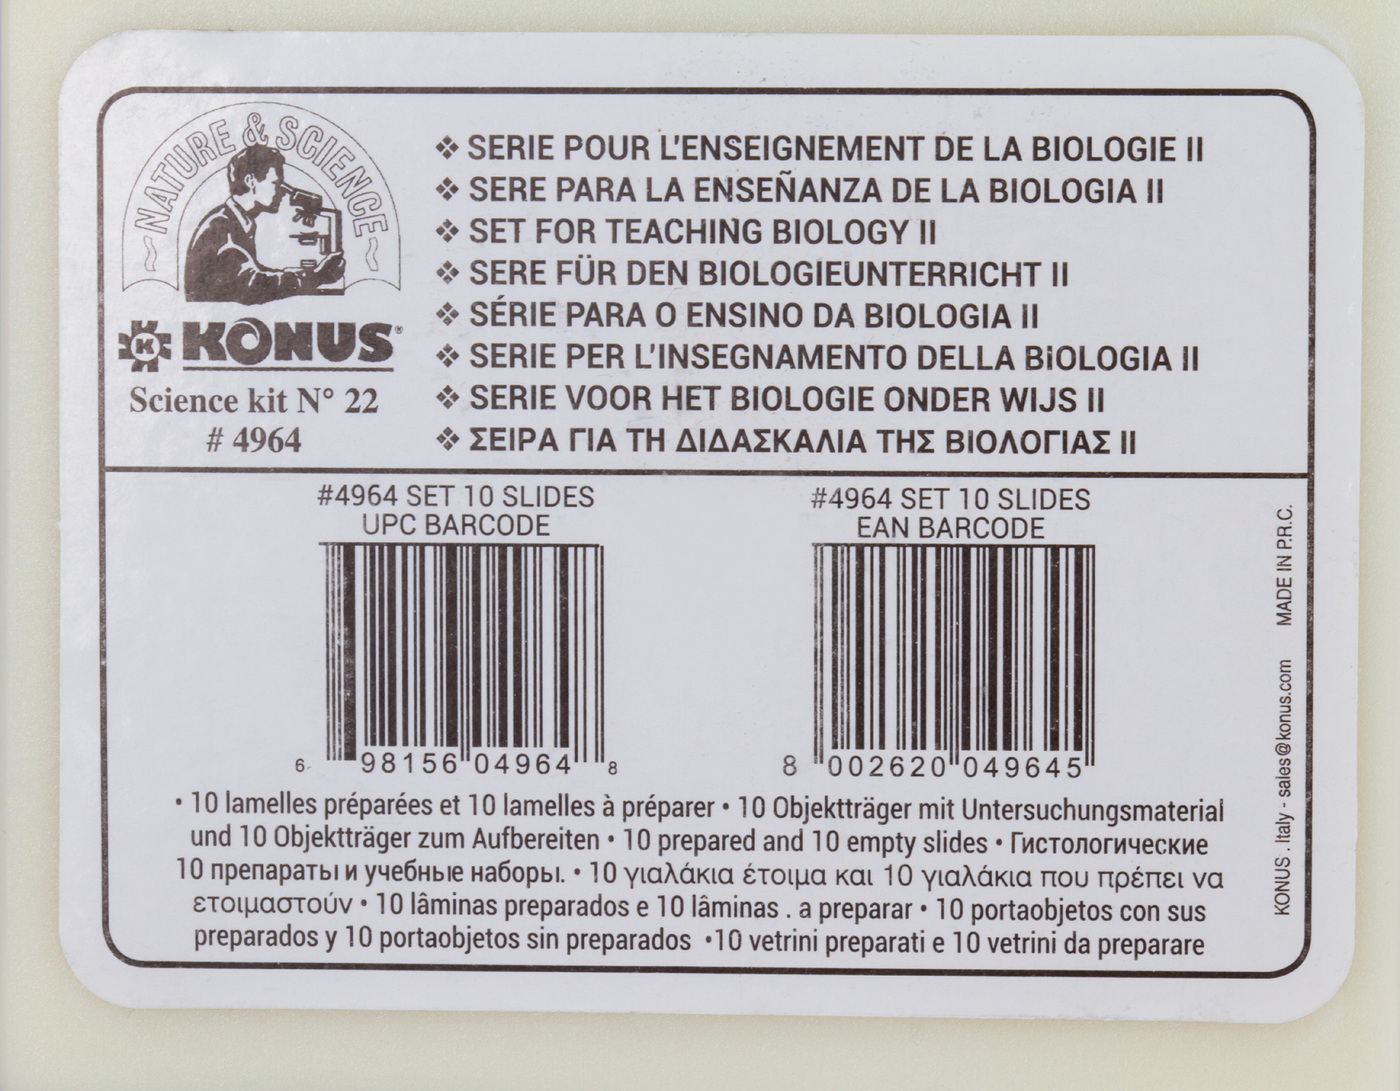 NATURE & SCIENCE
KONUS®
Science kit N° 22
# 4964
❖ SERIE POUR L'ENSEIGNEMENT DE LA BIOLOGIE II
❖ SERE PARA LA ENSEÑANZA DE LA BIOLOGIA II
❖ SET FOR TEACHING BIOLOGY II
❖ SERE FÜR DEN BIOLOGIEUNTERRICHT II
❖ SÉRIE PARA O ENSINO DA BIOLOGIA II
❖ SERIE PER L'INSEGNAMENTO DELLA BIOLOGIA II
❖ SERIE VOOR HET BIOLOGIE ONDER WIJS II
❖ ΣΕΙΡΑ ΓΙΑ ΤΗ ΔΙΔΑΣΚΑΛΙΑ ΤΗΣ ΒΙΟΛΟΓΙΑΣ II
#4964 SET 10 SLIDES
UPC BARCODE
6 98156 04964 8
#4964 SET 10 SLIDES
EAN BARCODE
8 002620 049645
• 10 lamelles préparées et 10 lamelles à préparer • 10 Objektträger mit Untersuchungsmaterial
und 10 Objektträger zum Aufbereiten • 10 prepared and 10 empty slides • Гистологические
10 препараты и учебные наборы. • 10 γιαλάκια έτοιμα και 10 γιαλάκια που πρέπει να
ετοιμαστούν • 10 lâminas preparados e 10 lâminas . a preparar • 10 portaobjetos con sus
preparados y 10 portaobjetos sin preparados •10 vetrini preparati e 10 vetrini da preparare
KONUS . Italy - sales@konus.com MADE IN P.R.C.